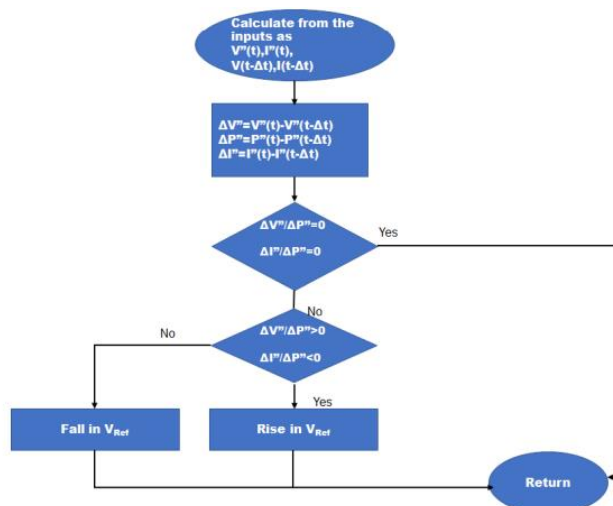 Calculate from the
inputs as
V"(t),I"(t),
V(t-Δt),I(t-Δt)
ΔV"=V"(t)-V"(t-Δt)
ΔP"=P"(t)-P"(t-Δt)
ΔI"=I"(t)-I"(t-Δt)
ΔV"/ΔP"=0
ΔI"/ΔP"=0
Yes
No
ΔV"/ΔP">0
ΔI"/ΔP"<0
No
Yes
Fall in VRef
Rise in VRef
Return